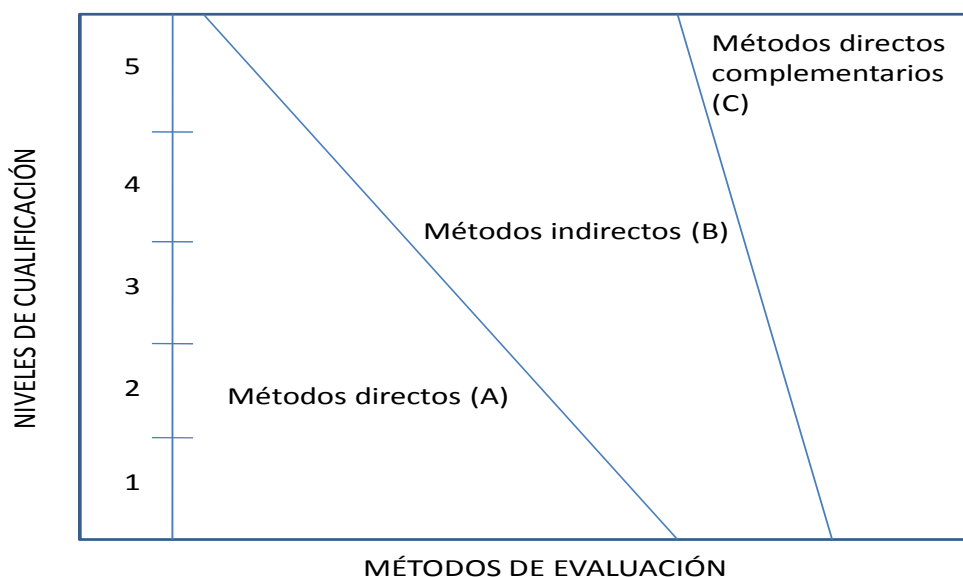 NIVELES DE CUALIFICACIÓN
5
4
3
2
1
Métodos directos
complementarios
(C)
Métodos indirectos (B)
Métodos directos (A)
MÉTODOS DE EVALUACIÓN